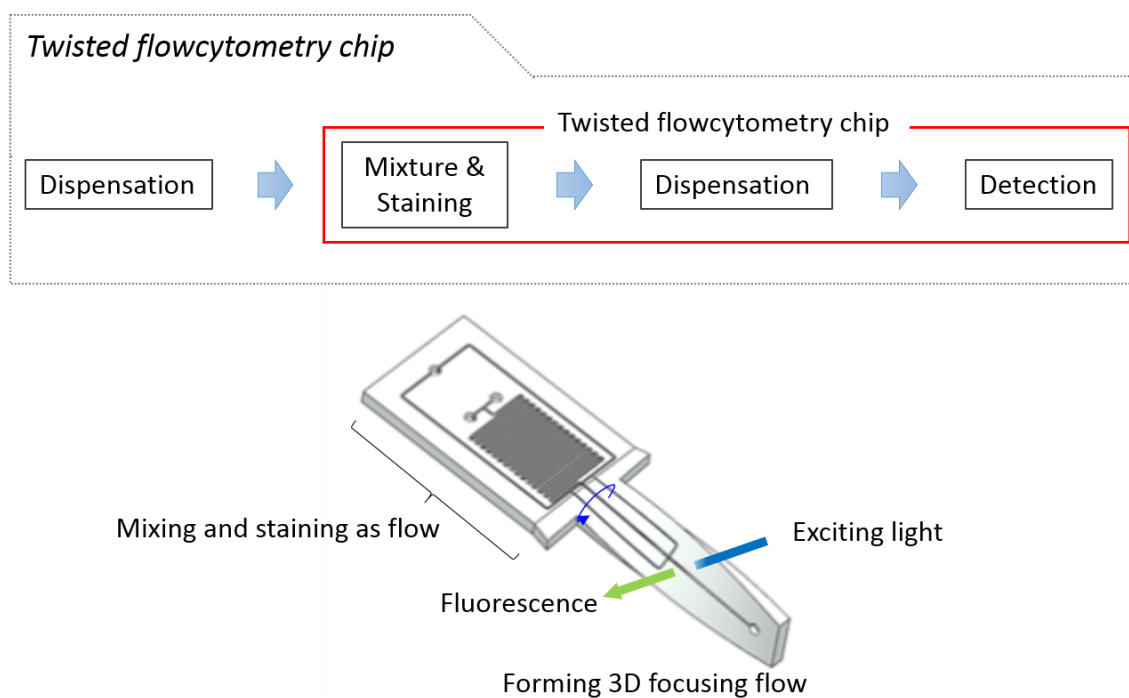 Twisted flowcytometry chip
Twisted flowcytometry chip
Dispensation
Mixture &
Staining
Dispensation
Detection
Mixing and staining as flow
Exciting light
Fluorescence
Forming 3D focusing flow